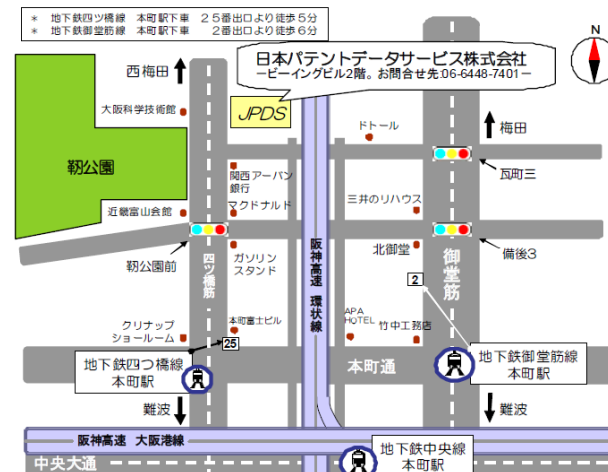 * 地下鉄四ツ橋線 本町駅下車 25番出口より徒歩5分
* 地下鉄御堂筋線 本町駅下車 2番出口より徒歩6分
日本パテントデータサービス株式会社
－ビーイングビル2階。お問合せ先:06-6448-7401－
N
西梅田
大阪科学技術館
JPDS
ドトール
梅田
靭公園
関西アーバン
銀行
瓦町三
近畿富山会館
マクドナルド
三井のリハウス
靭公園前
四ツ橋筋
ガソリン
スタンド
阪神高速 環状線
北御堂
御堂筋
備後3
2
クリナップ
ショールーム
本町富士ビル
25
APA
HOTEL
竹中工務店
地下鉄四つ橋線
本町駅
本町通
地下鉄御堂筋線
本町駅
難波
難波
阪神高速 大阪港線
中央大通
地下鉄中央線
本町駅